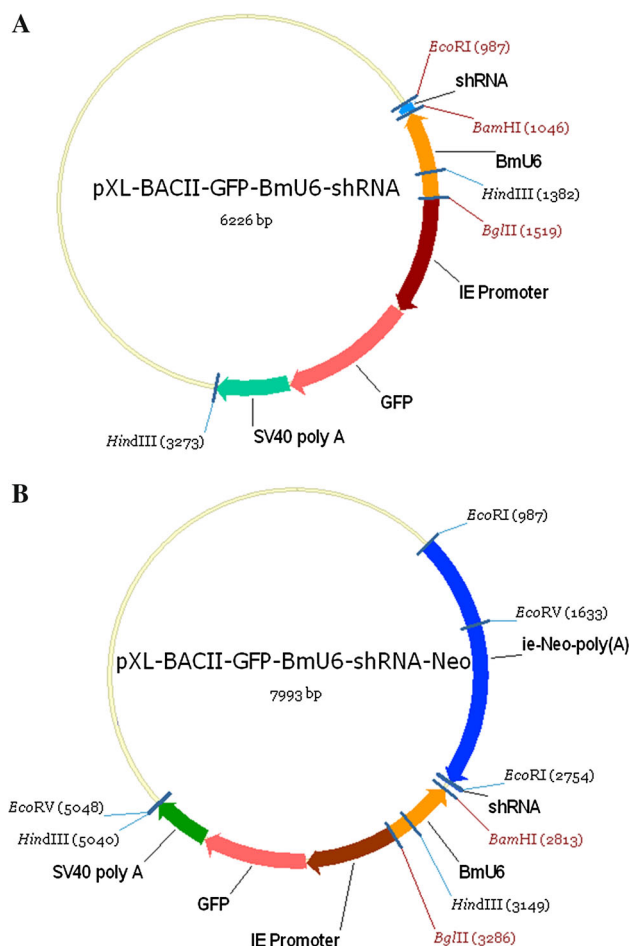 A
EcoRI (987)
shRNA
BamHI (1046)
BmU6
HindIII (1382)
BglII (1519)
pXL-BACII-GFP-BmU6-shRNA
6226 bp
IE Promoter
GFP
SV40 poly A
HindIII (3273)
B
EcoRI (987)
EcoRV (1633)
ie-Neo-poly(A)
pXL-BACII-GFP-BmU6-shRNA-Neo
7993 bp
EcoRI (2754)
shRNA
BamHI (2813)
BmU6
HindIII (3149)
BglII (3286)
IE Promoter
GFP
SV40 poly A
HindIII (5040)
EcoRV (5048)